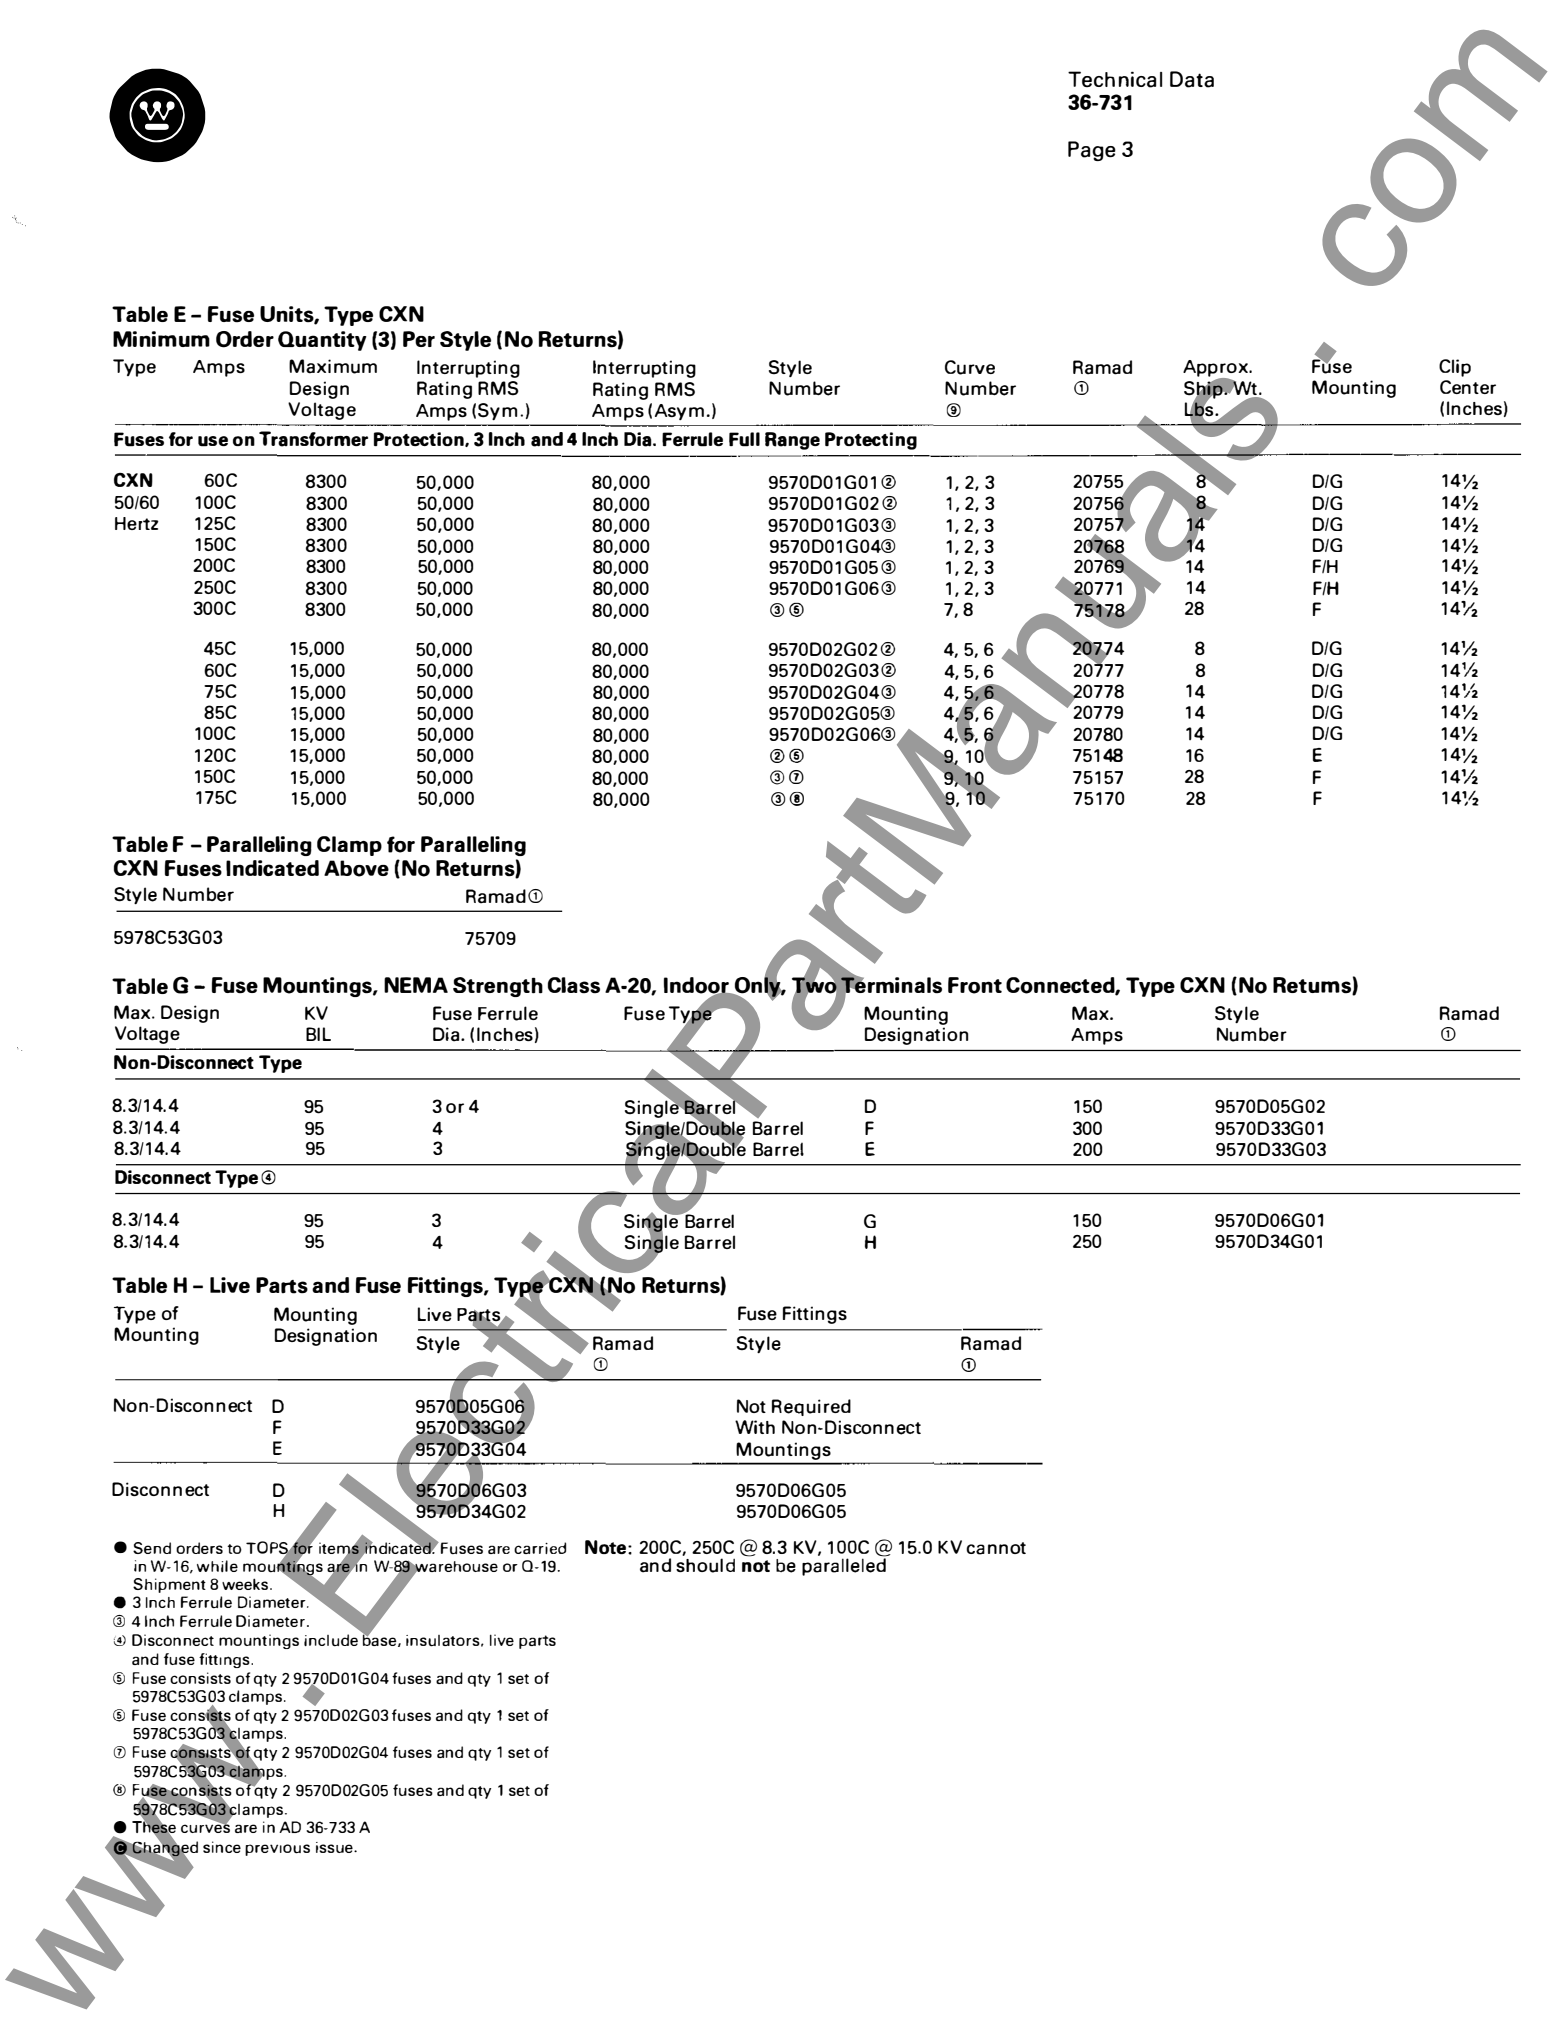 Technical Data
36-731
Page 3
Table E – Fuse Units, Type CXN
Minimum Order Quantity (3) Per Style (No Returns)
Type Amps Maximum Design Voltage Interrupting Rating RMS Amps (Sym.) Interrupting Rating RMS Amps (Asym.) Style Number Curve Number ⑨ Ramad ① Approx. Ship. Wt. Lbs. Fuse Mounting Clip Center (Inches)
Fuses for use on Transformer Protection, 3 Inch and 4 Inch Dia. Ferrule Full Range Protecting
CXN 60C 8300 50,000 80,000 9570D01G01② 1, 2, 3 20755 8 D/G 14½
50/60 100C 8300 50,000 80,000 9570D01G02② 1, 2, 3 20756 8 D/G 14½
Hertz 125C 8300 50,000 80,000 9570D01G03③ 1, 2, 3 20757 14 D/G 14½
150C 8300 50,000 80,000 9570D01G04③ 1, 2, 3 20768 14 D/G 14½
200C 8300 50,000 80,000 9570D01G05③ 1, 2, 3 20769 14 F/H 14½
250C 8300 50,000 80,000 9570D01G06③ 1, 2, 3 20771 14 F/H 14½
300C 8300 50,000 80,000 ③⑤ 7, 8 75178 28 F 14½
45C 15,000 50,000 80,000 9570D02G02② 4, 5, 6 20774 8 D/G 14½
60C 15,000 50,000 80,000 9570D02G03② 4, 5, 6 20777 8 D/G 14½
75C 15,000 50,000 80,000 9570D02G04③ 4, 5, 6 20778 14 D/G 14½
85C 15,000 50,000 80,000 9570D02G05③ 4, 5, 6 20779 14 D/G 14½
100C 15,000 50,000 80,000 9570D02G06③ 4, 5, 6 20780 14 D/G 14½
120C 15,000 50,000 80,000 ②⑤ 9, 10 75148 16 E 14½
150C 15,000 50,000 80,000 ③⑦ 9, 10 75157 28 F 14½
175C 15,000 50,000 80,000 ③⑧ 9, 10 75170 28 F 14½
Table F – Paralleling Clamp for Paralleling
CXN Fuses Indicated Above (No Returns)
Style Number Ramad①
5978C53G03 75709
Table G – Fuse Mountings, NEMA Strength Class A-20, Indoor Only, Two Terminals Front Connected, Type CXN (No Returns)
Max. Design Voltage KV BIL Fuse Ferrule Dia. (Inches) Fuse Type Mounting Designation Max. Amps Style Number Ramad ①
Non-Disconnect Type
8.3/14.4 95 3 or 4 Single Barrel D 150 9570D05G02
8.3/14.4 95 4 Single/Double Barrel F 300 9570D33G01
8.3/14.4 95 3 Single/Double Barrel E 200 9570D33G03
Disconnect Type④
8.3/14.4 95 3 Single Barrel G 150 9570D06G01
8.3/14.4 95 4 Single Barrel H 250 9570D34G01
Table H – Live Parts and Fuse Fittings, Type CXN (No Returns)
Type of Mounting Mounting Designation Live Parts Fuse Fittings
Style Ramad ① Style Ramad ①
Non-Disconnect D 9570D05G06 Not Required
F 9570D33G02 With Non-Disconnect
E 9570D33G04 Mountings
Disconnect D 9570D06G03 9570D06G05
H 9570D34G02 9570D06G05
● Send orders to TOPS for items indicated. Fuses are carried
in W-16, while mountings are in W-89 warehouse or Q-19.
Shipment 8 weeks.
● 3 Inch Ferrule Diameter.
③ 4 Inch Ferrule Diameter.
④ Disconnect mountings include base, insulators, live parts
and fuse fittings.
⑤ Fuse consists of qty 2 9570D01G04 fuses and qty 1 set of
5978C53G03 clamps.
⑤ Fuse consists of qty 2 9570D02G03 fuses and qty 1 set of
5978C53G03 clamps.
⑦ Fuse consists of qty 2 9570D02G04 fuses and qty 1 set of
5978C53G03 clamps.
⑧ Fuse consists of qty 2 9570D02G05 fuses and qty 1 set of
5978C53G03 clamps.
● These curves are in AD 36-733 A
C Changed since previous issue.
Note: 200C, 250C @ 8.3 KV, 100C @ 15.0 KV cannot
and should not be paralleled
www . ElectricalPartManuals . com